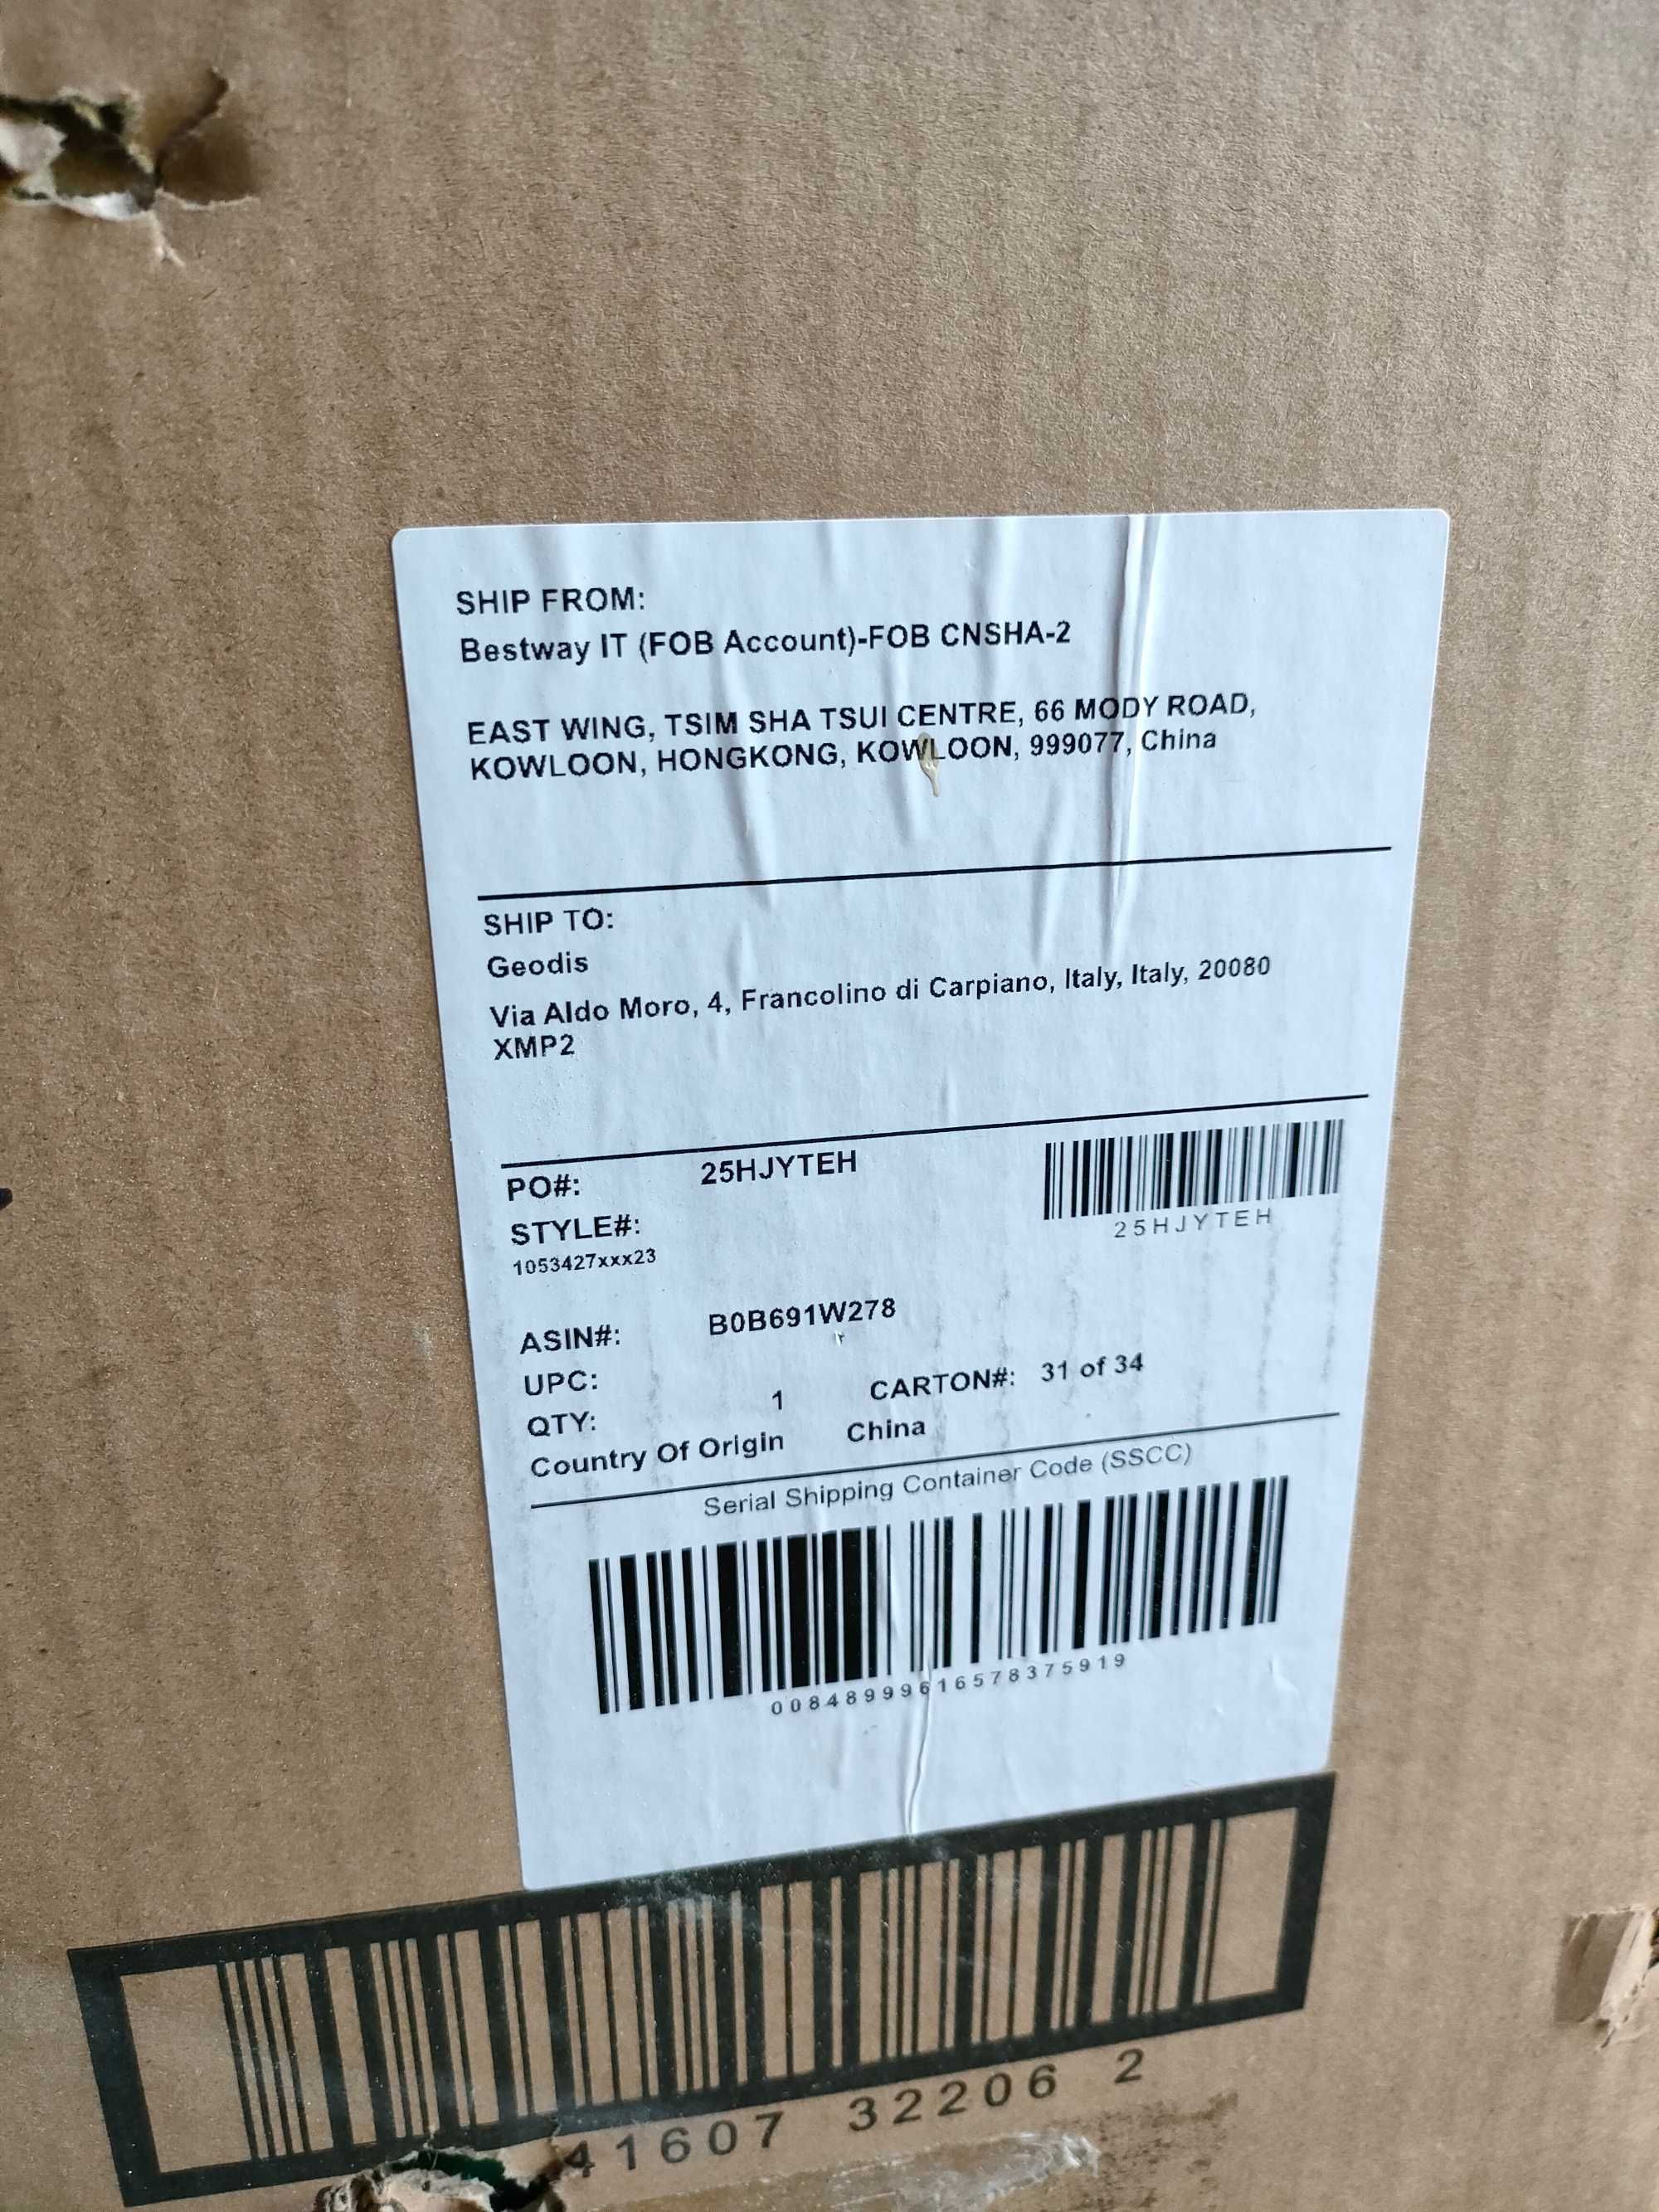 SHIP FROM:
Bestway IT (FOB Account)-FOB CNSHA-2
EAST WING, TSIM SHA TSUI CENTRE, 66 MODY ROAD,
KOWLOON, HONGKONG, KOWLOON, 999077, China
SHIP TO:
Geodis
Via Aldo Moro, 4, Francolino di Carpiano, Italy, Italy, 20080
XMP2
PO#: 25HJYTEH
25HJYTEH
STYLE#:
1053427xxx23
ASIN#: B0B691W278
UPC:
QTY: 1 CARTON#: 31 of 34
Country Of Origin China
Serial Shipping Container Code (SSCC)
00848999616578375919
41607 32206 2